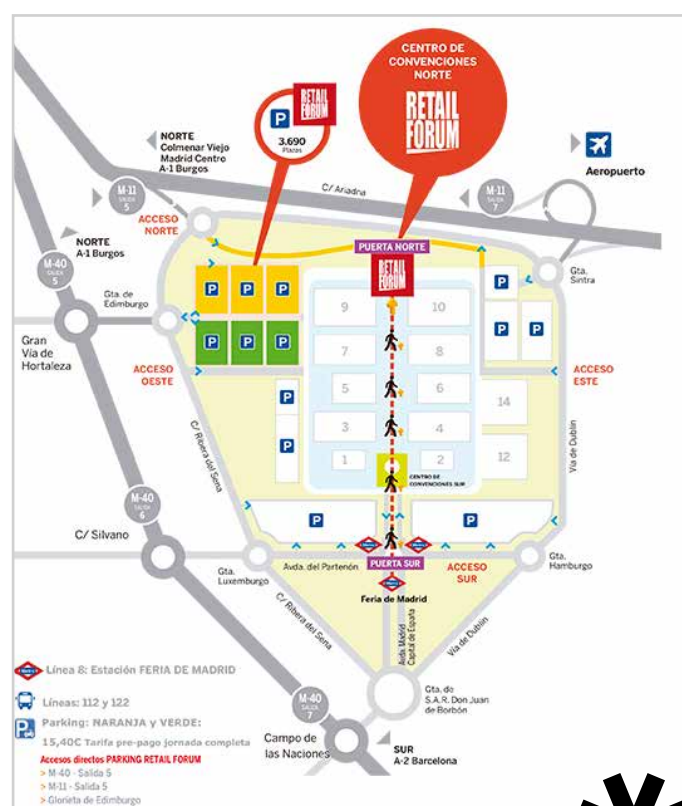 CENTRO DE
CONVENCIONES
NORTE
RETAIL
FORUM
RETAIL
FORUM
P
3.690
Plazas
NORTE
Colmenar Viejo
Madrid Centro
A-1 Burgos
Aeropuerto
M-11
SALIDA
5
C/ Ariadna
M-11
SALIDA
7
ACCESO
NORTE
NORTE
A-1 Burgos
PUERTA NORTE
RETAIL
FORUM
M-40
SALIDA
5
Gta.
Sintra
Gta. de
Edimburgo
P P P
P
9 10
P P P
P P
Gran
Vía de
Hortaleza
7 8
ACCESO
OESTE
ACCESO
ESTE
P
5 6
14
C/ Ribera del Sena
Vía de Dublín
P
3 4
12
1 2
CENTRO DE
CONVENCIONES SUR
M-40
SALIDA
6
P P
C/ Silvano
Metro
Metro
Gta.
Luxemburgo
Avda. del Partenón
PUERTA SUR
ACCESO
SUR
Gta.
Hamburgo
Metro
Feria de Madrid
C/ Ribera del Sena
Avda. Madrid
Capital de España
Vía de Dublín
Metro
Línea 8: Estación FERIA DE MADRID
Gta. de
S.A.R. Don Juan
de Borbón
Líneas: 112 y 122
M-40
SALIDA
7
P
Parking: NARANJA y VERDE:
15,40€ Tarifa pre-pago jornada completa
Campo de
las Naciones
SUR
A-2 Barcelona
Accesos directos PARKING RETAIL FORUM
> M-40 - Salida 5
> M-11 - Salida 5
> Glorieta de Edimburgo